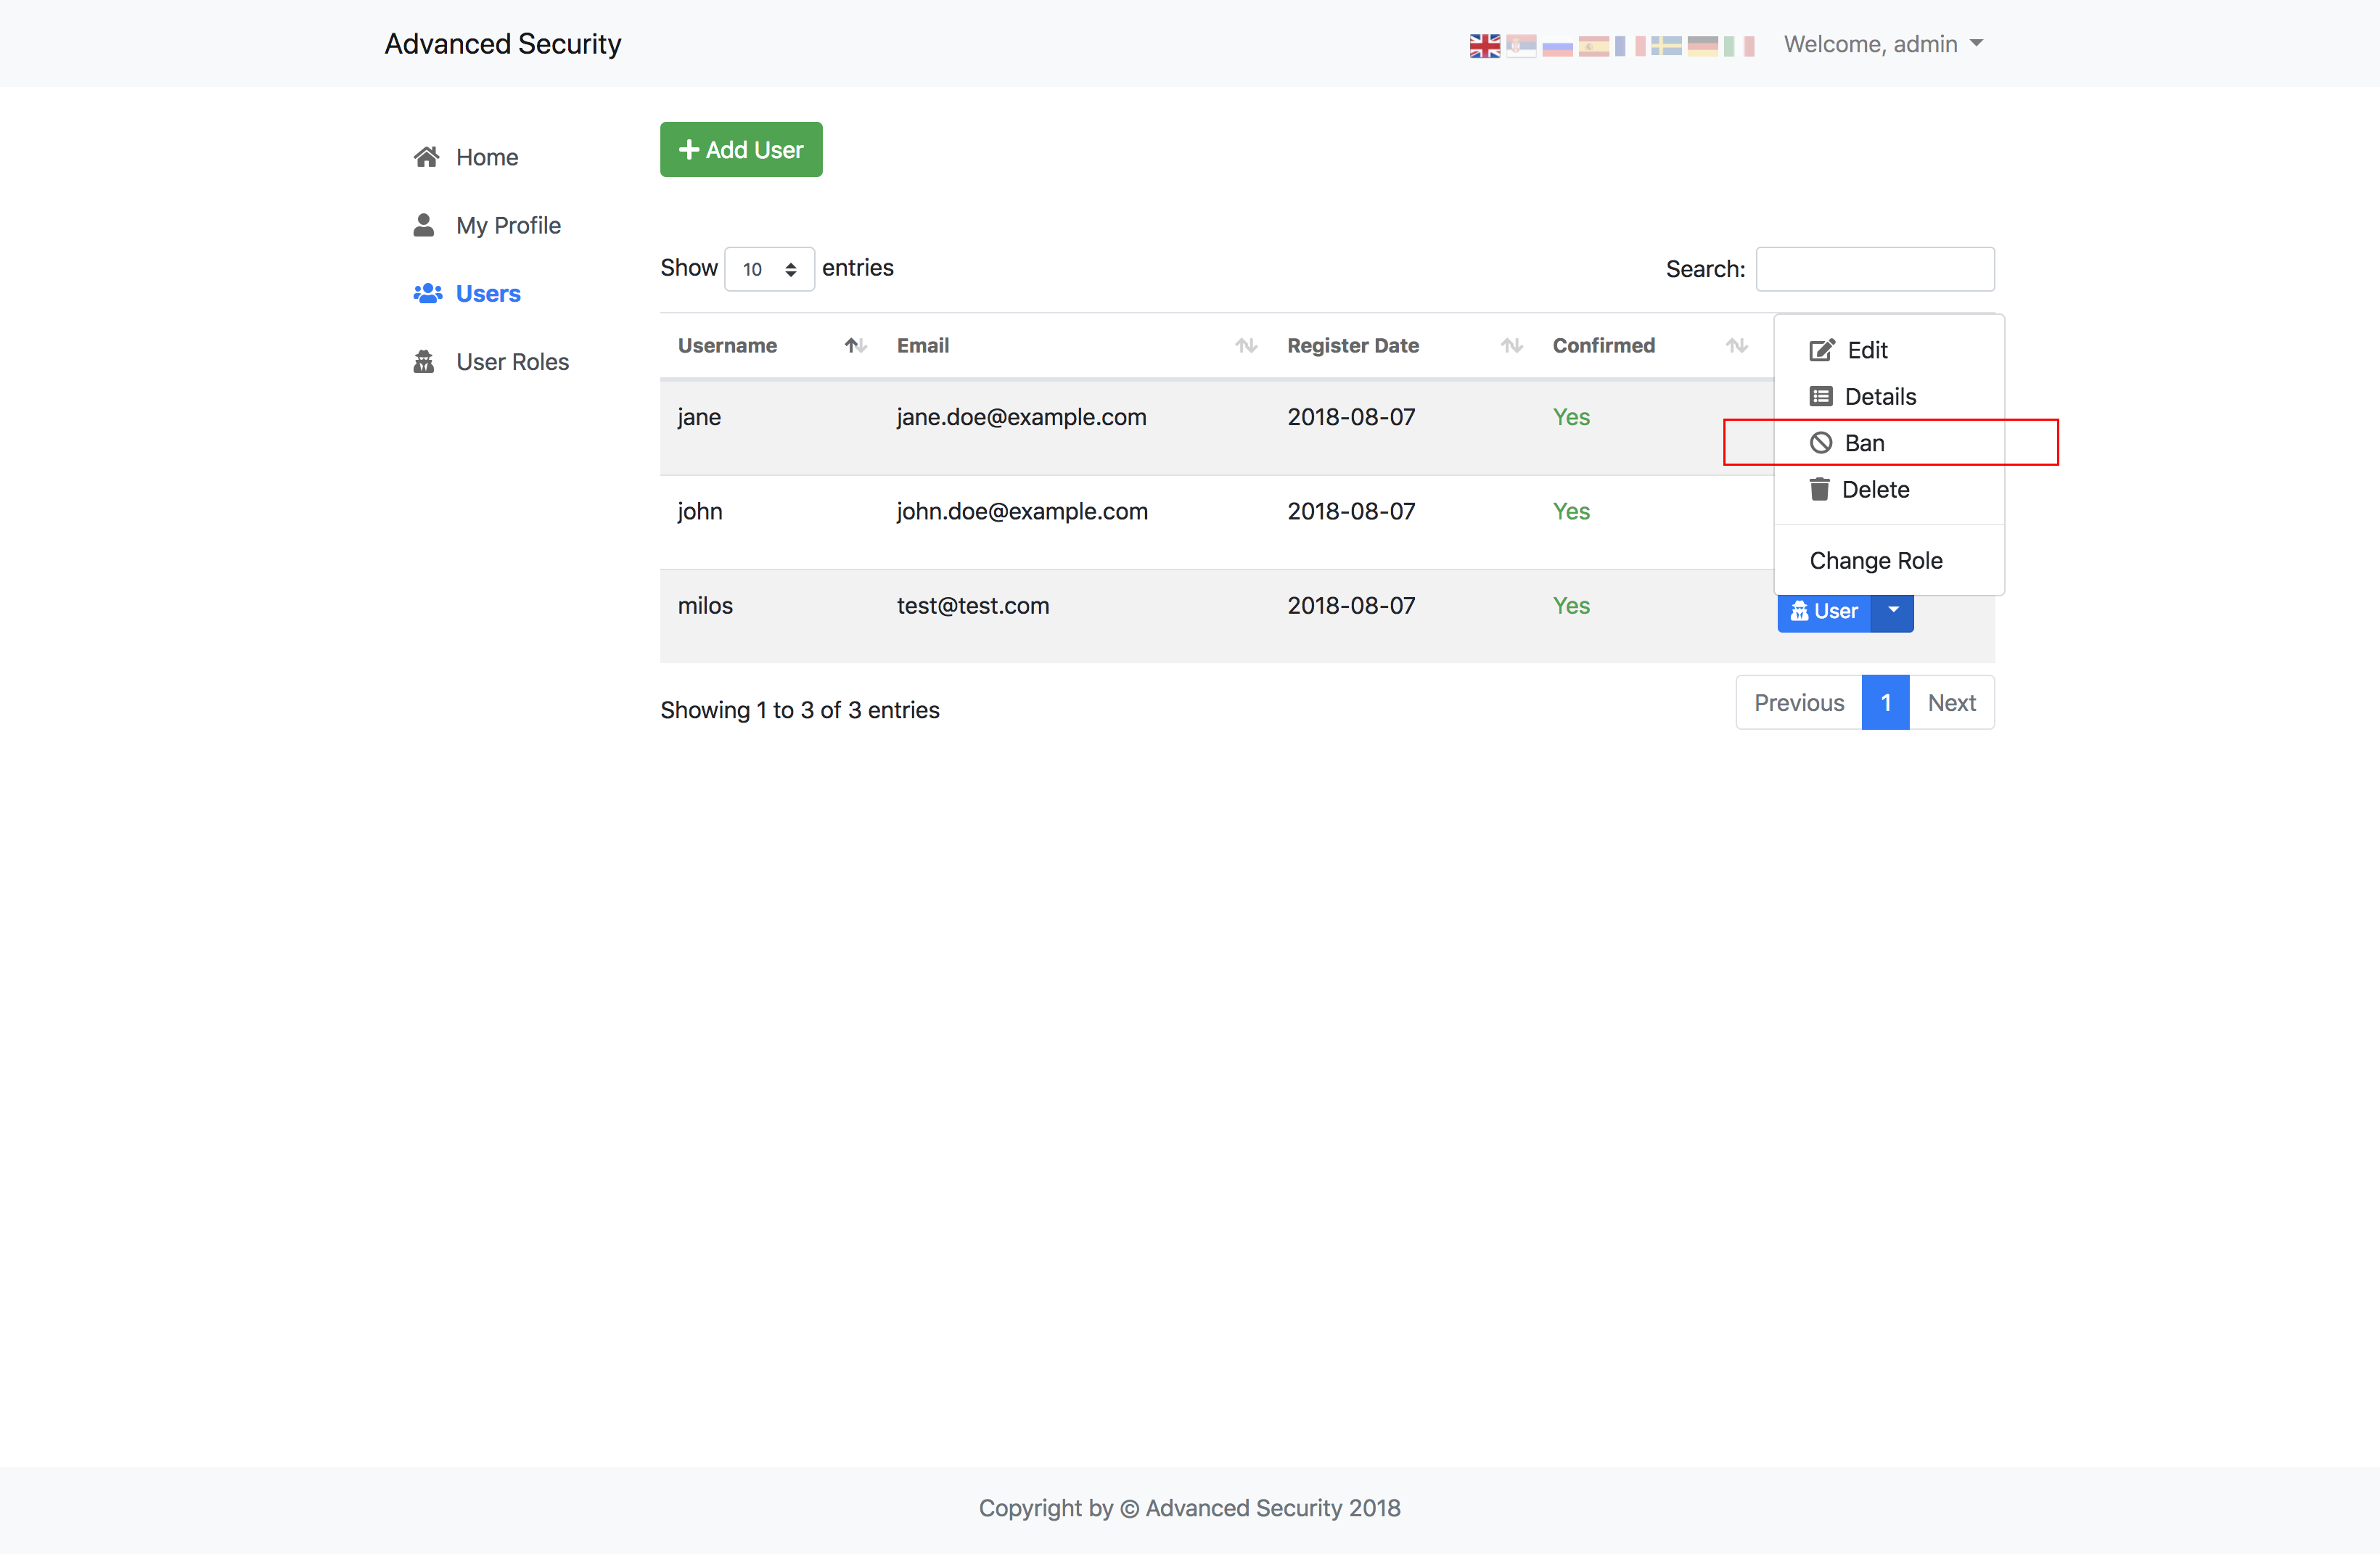 Advanced Security
Welcome, admin
Home
My Profile
Users
User Roles
Add User
Show 10 entries
Search:
Username Email Register Date Confirmed
jane jane.doe@example.com 2018-08-07 Yes
john john.doe@example.com 2018-08-07 Yes
milos test@test.com 2018-08-07 Yes
Edit
Details
Ban
Delete
Change Role
User
Showing 1 to 3 of 3 entries
Previous 1 Next
Copyright by © Advanced Security 2018